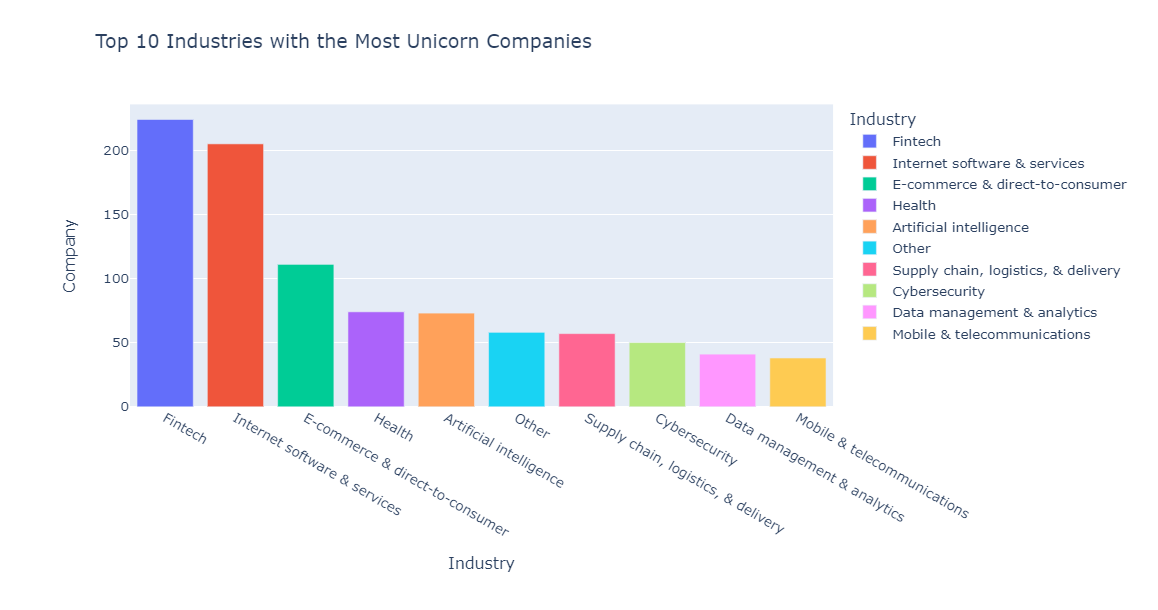 Top 10 Industries with the Most Unicorn Companies
Company
200
150
100
50
0
Fintech
Internet software & services
E-commerce & direct-to-consumer
Health
Artificial intelligence
Other
Supply chain, logistics, & delivery
Cybersecurity
Data management & analytics
Mobile & telecommunications
Industry
Industry
Fintech
Internet software & services
E-commerce & direct-to-consumer
Health
Artificial intelligence
Other
Supply chain, logistics, & delivery
Cybersecurity
Data management & analytics
Mobile & telecommunications